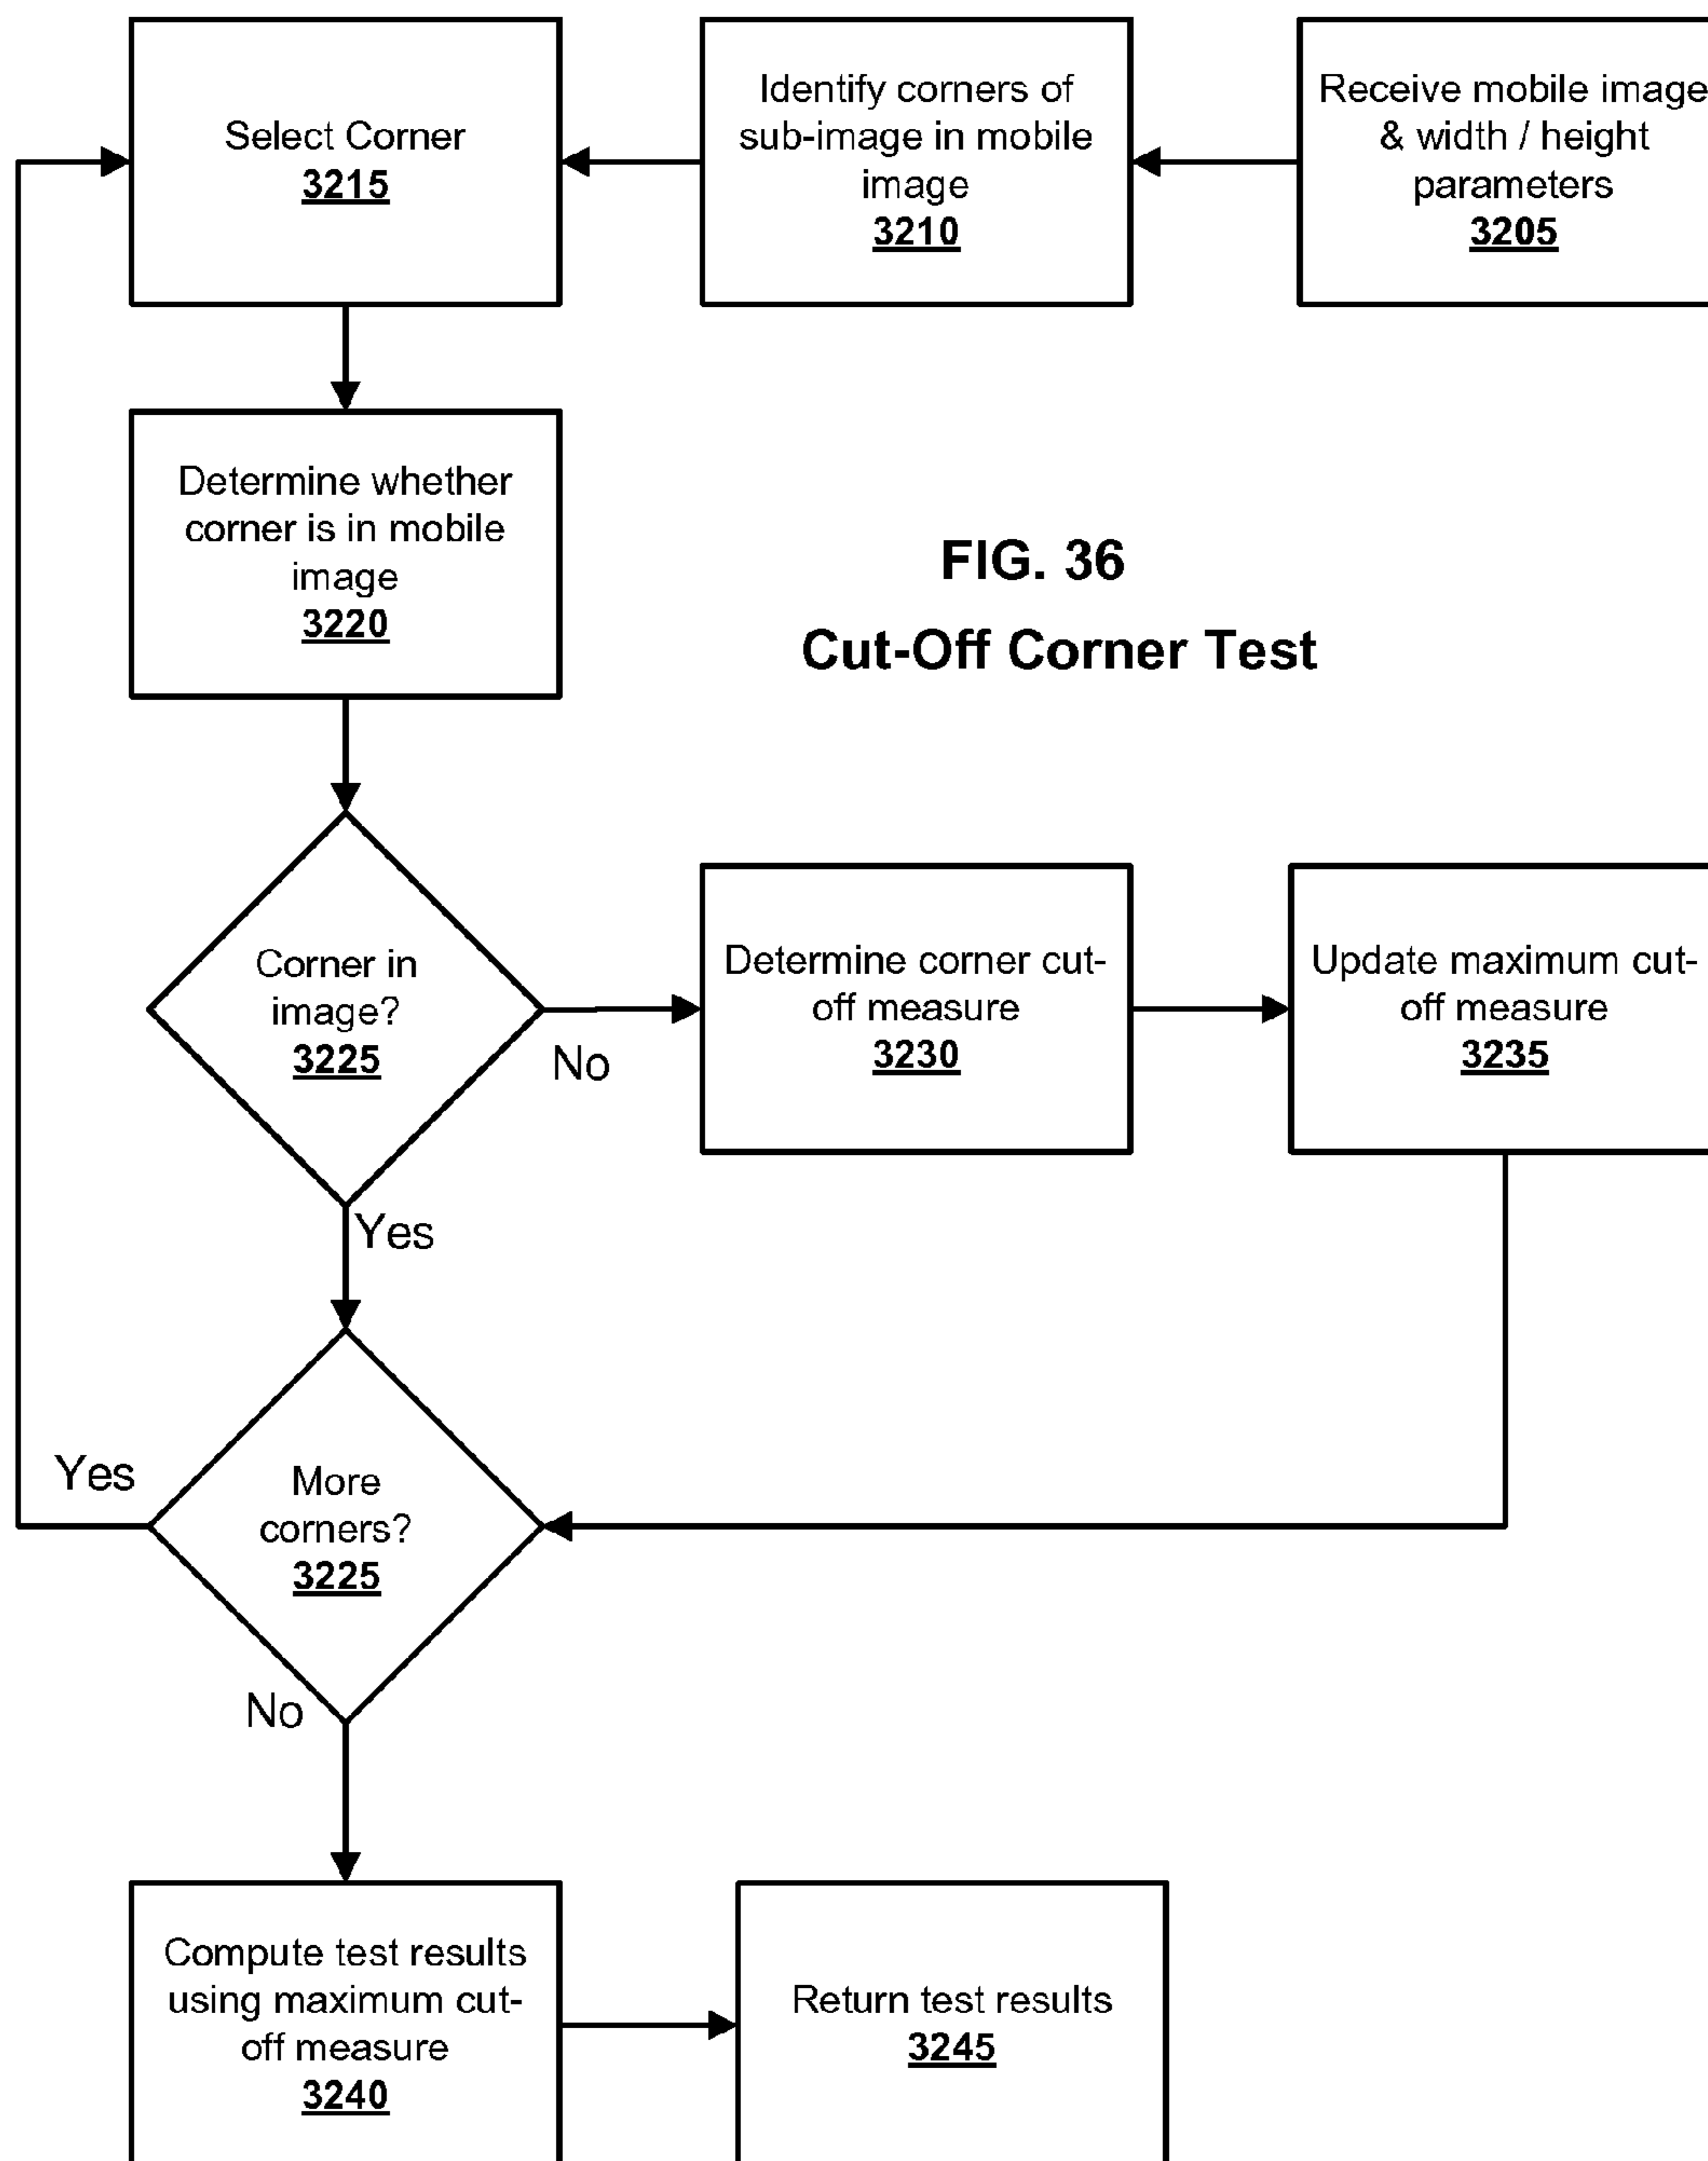 Select Corner
3215
Identify corners of
sub-image in mobile
image
3210
Receive mobile image
& width / height
parameters
3205
Determine whether
corner is in mobile
image
3220
FIG. 36
Cut-Off Corner Test
Corner in
image?
3225
No
Yes
Determine corner cut-
off measure
3230
Update maximum cut-
off measure
3235
More
corners?
3225
Yes
No
Compute test results
using maximum cut-
off measure
3240
Return test results
3245